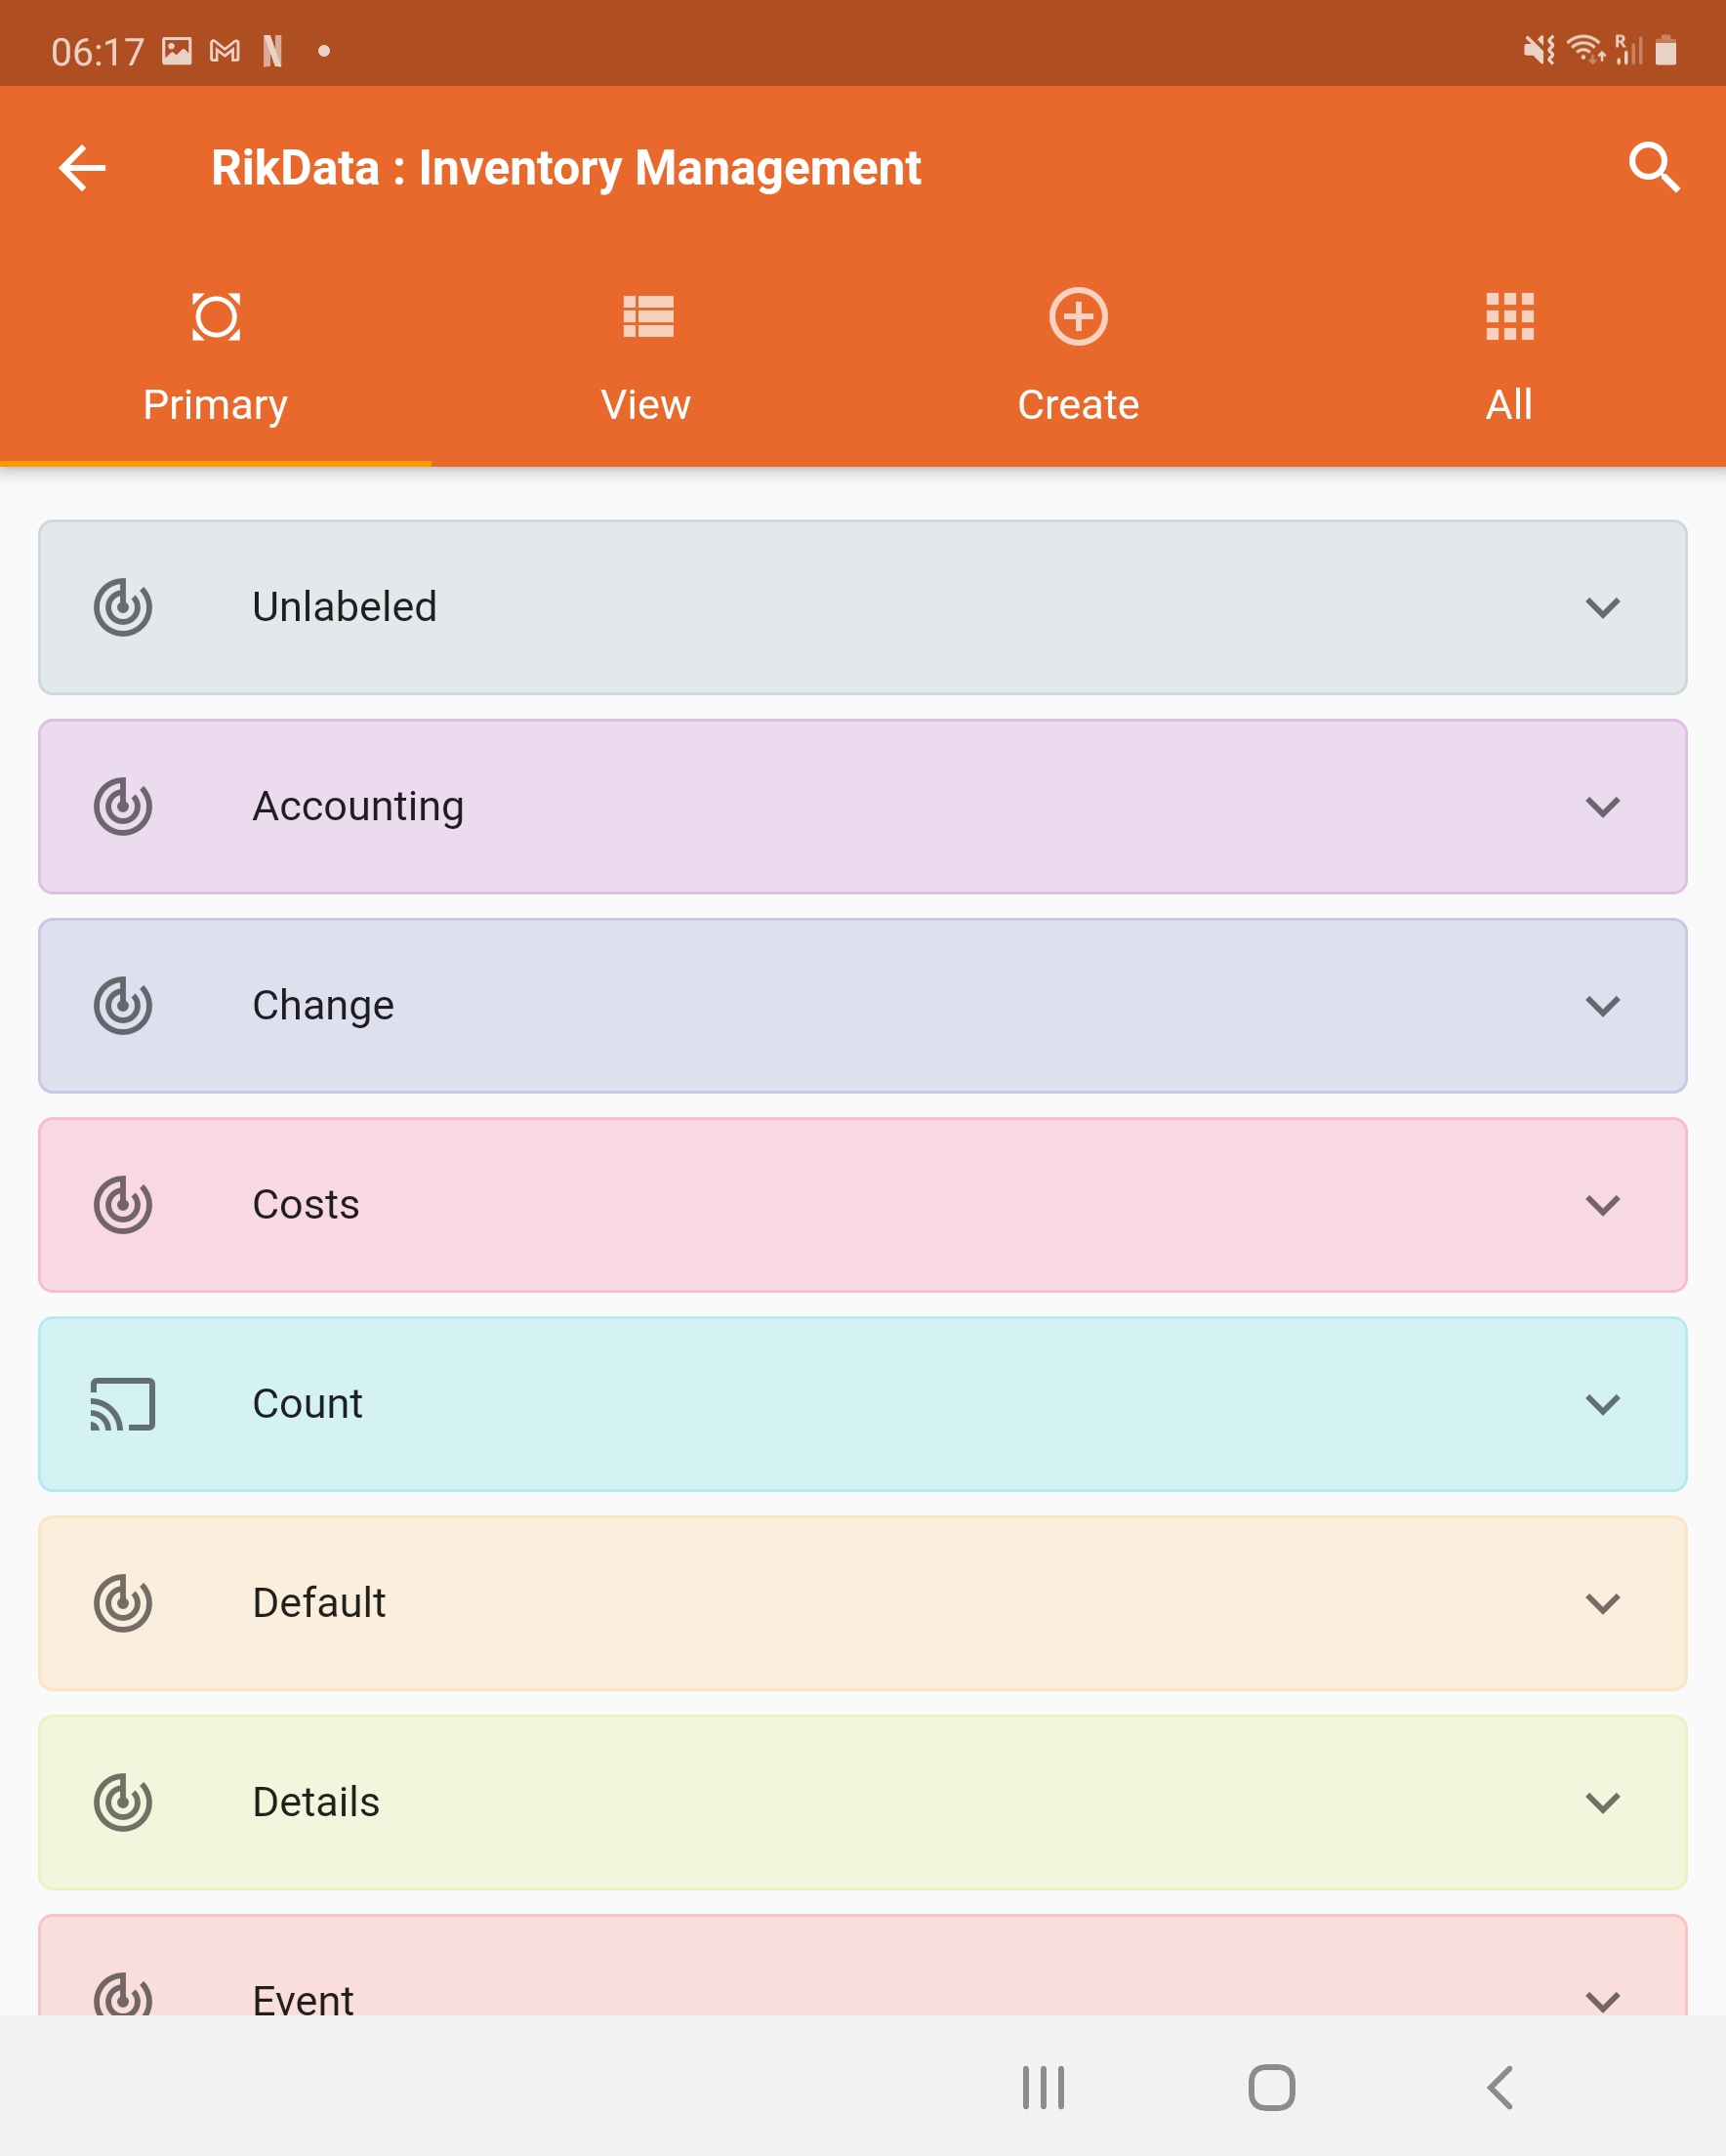 06:17
RikData : Inventory Management
Primary View Create All
Unlabeled
Accounting
Change
Costs
Count
Default
Details
Event